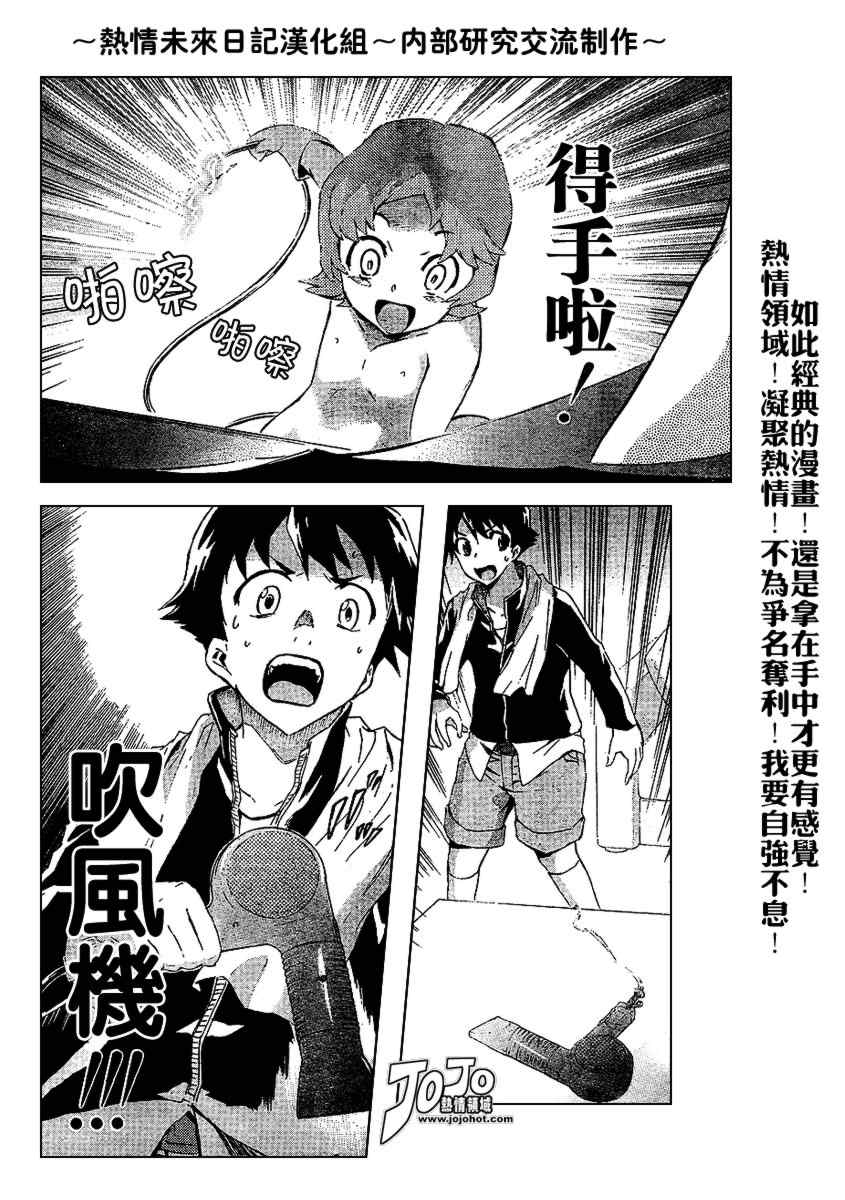 ～熱情未來日記漢化組～内部研究交流制作～
得手啦！
啪嚓
啪嚓
如此經典的漫畫！還是拿在手中才更有感覺！
熱情領域！凝聚熱情！不為爭名奪利！我要自強不息！
吹風機!!!…
JOJO
熱情領域
www.jojohot.com